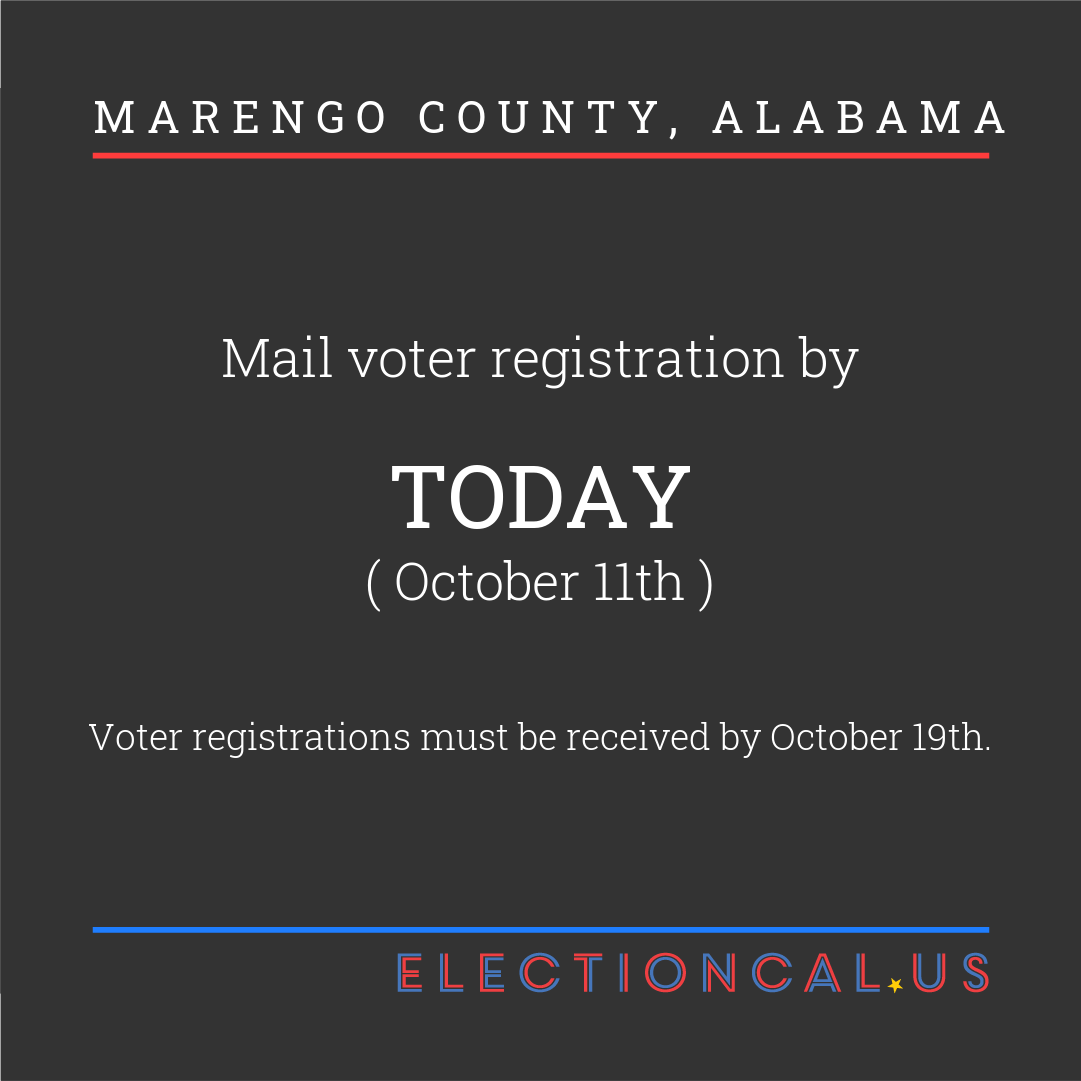 MARENGO COUNTY, ALABAMA
Mail voter registration by
TODAY
( October 11th )
Voter registrations must be received by October 19th.
ELECTIONCAL.US